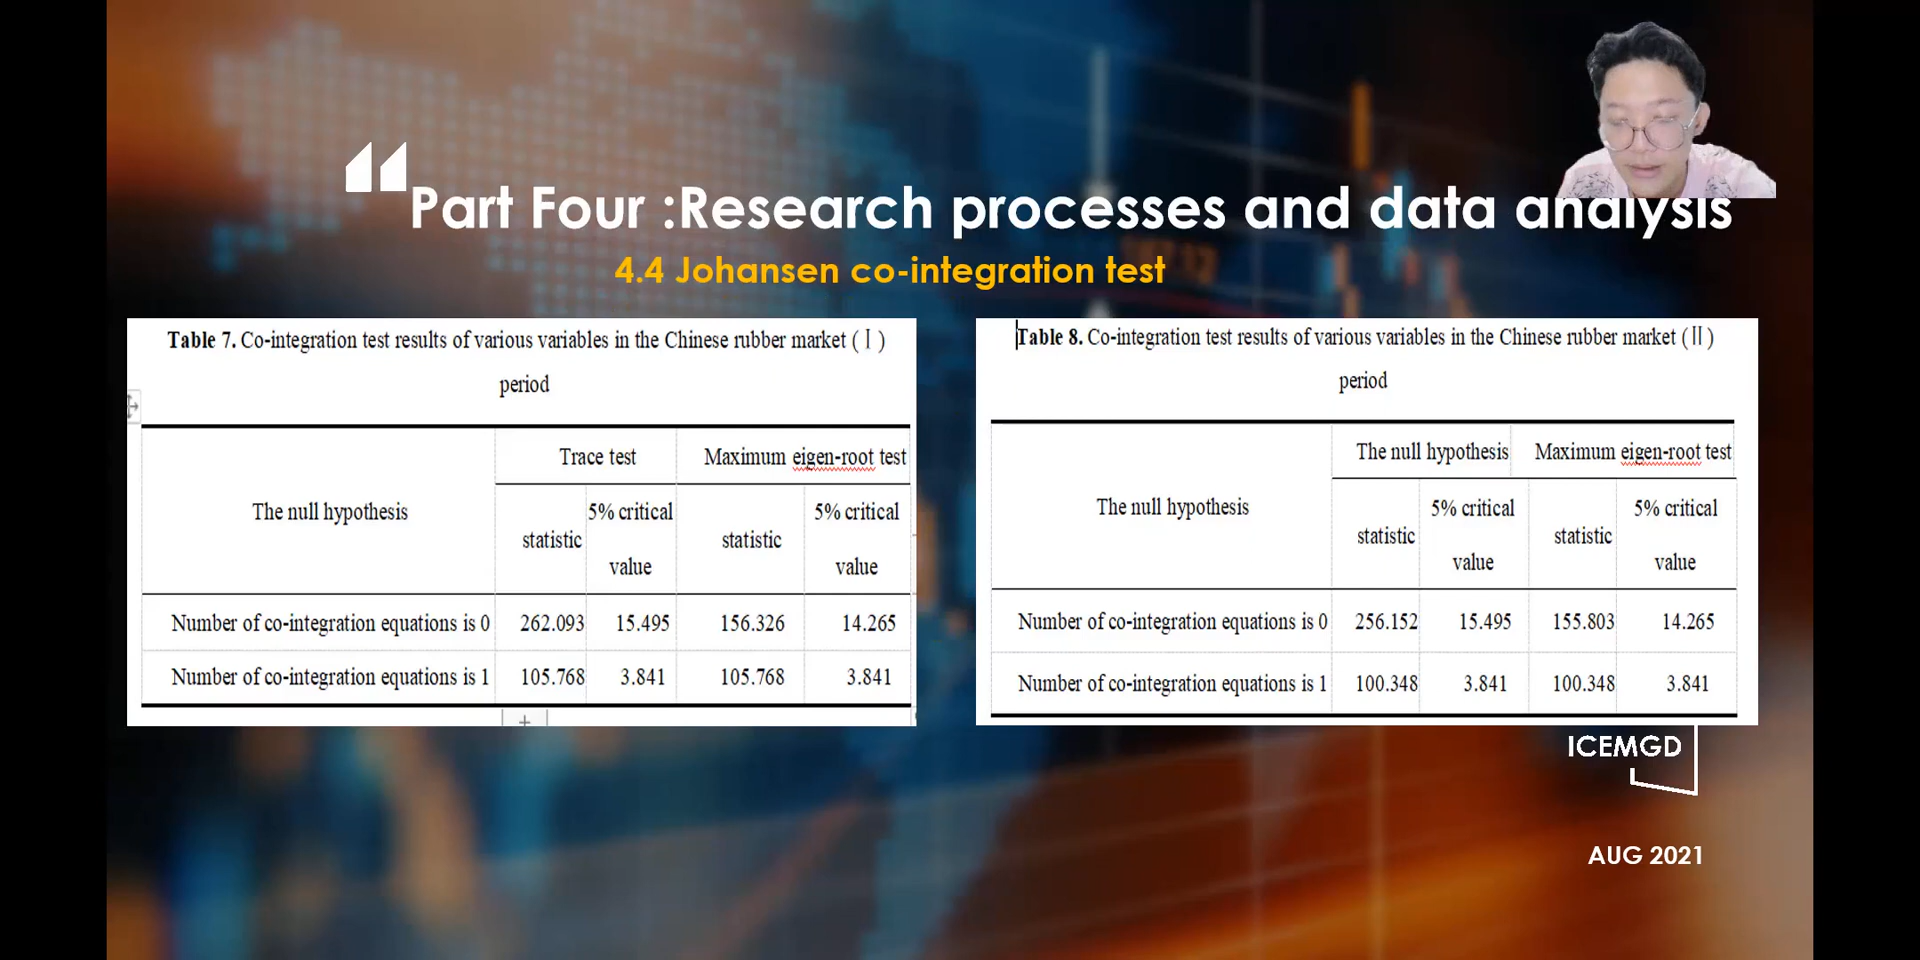 Part Four :Research processes and data analysis
4.4 Johansen co-integration test
Table 7. Co-integration test results of various variables in the Chinese rubber market (Ⅰ)
period
The null hypothesis
Trace test
Maximum eigen-root test
statistic
5% critical
value
statistic
5% critical
value
Number of co-integration equations is 0 262.093 15.495 156.326 14.265
Number of co-integration equations is 1 105.768 3.841 105.768 3.841
Table 8. Co-integration test results of various variables in the Chinese rubber market (Ⅱ)
period
The null hypothesis
The null hypothesis
Maximum eigen-root test
statistic
5% critical
value
statistic
5% critical
value
Number of co-integration equations is 0 256.152 15.495 155.803 14.265
Number of co-integration equations is 1 100.348 3.841 100.348 3.841
ICEMGD
AUG 2021